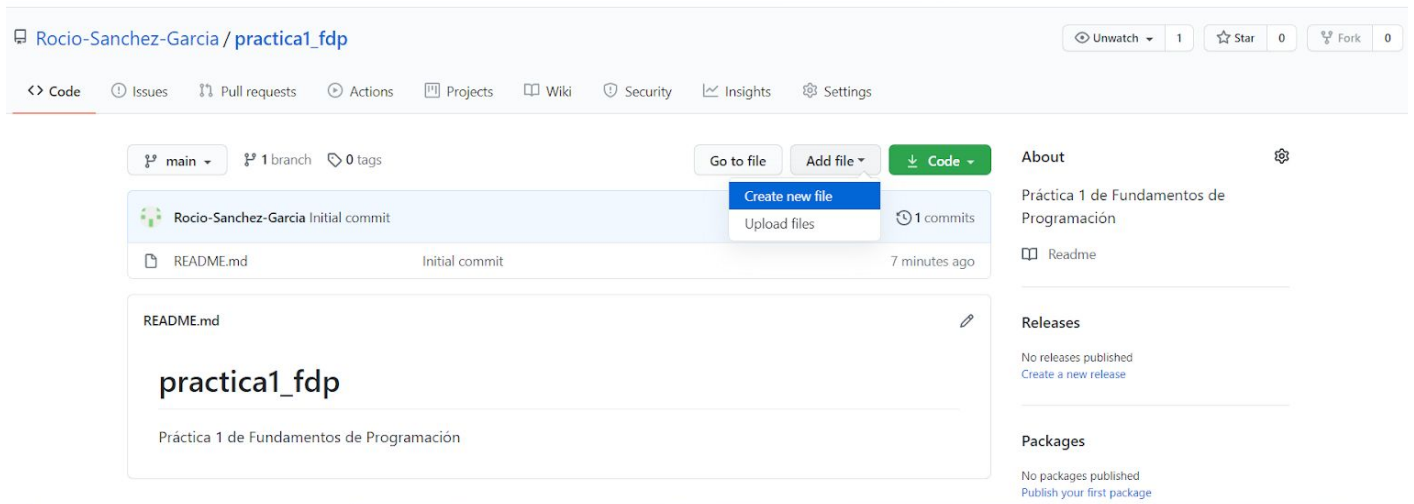 Rocio-Sanchez-Garcia / practica1_fdp
Unwatch 1 Star 0 Fork 0
<> Code Issues Pull requests Actions Projects Wiki Security Insights Settings
main 1 branch 0 tags Go to file Add file Code
Create new file
Upload files
Rocio-Sanchez-Garcia Initial commit 1 commits
README.md Initial commit 7 minutes ago
README.md
practica1_fdp
Práctica 1 de Fundamentos de Programación
About
Práctica 1 de Fundamentos de
Programación
Readme
Releases
No releases published
Create a new release
Packages
No packages published
Publish your first package